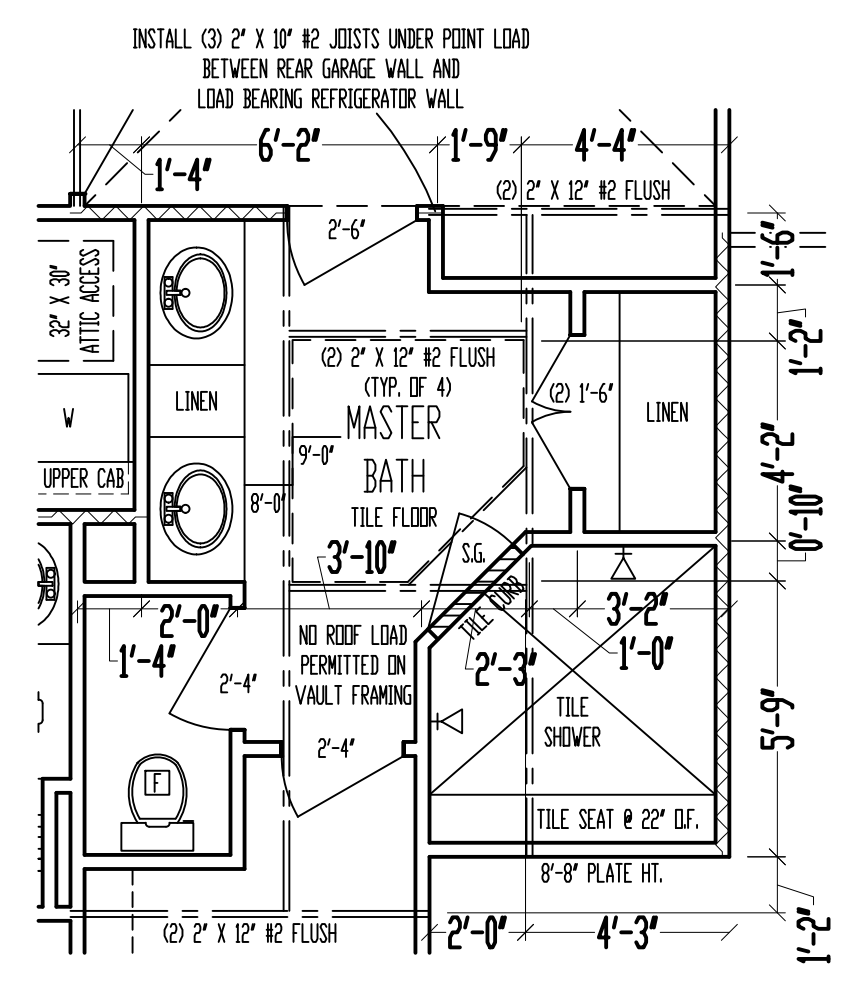 INSTALL (3) 2" X 10" #2 JOISTS UNDER POINT LOAD
BETWEEN REAR GARAGE WALL AND
LOAD BEARING REFRIGERATOR WALL
6'-2"
1'-9"
4'-4"
1'-4"
(2) 2" X 12" #2 FLUSH
2'-6"
1'-6"
32" X 30"
ATTIC ACCESS
1'-2"
(2) 2" X 12" #2 FLUSH
(TYP. OF 4)
(2) 1'-6"
LINEN
LINEN
W
MASTER
BATH
TILE FLOOR
9'-0"
4'-2"
UPPER CAB
8'-0"
0'-10"
S.G.
3'-10"
TILE CURB
2'-0"
3'-2"
1'-4"
NO ROOF LOAD
PERMITTED ON
VAULT FRAMING
2'-3"
1'-0"
2'-4"
TILE
SHOWER
5'-9"
2'-4"
F
TILE SEAT @ 22" O.F.
8'-8" PLATE HT.
(2) 2" X 12" #2 FLUSH
2'-0"
4'-3"
1'-2"